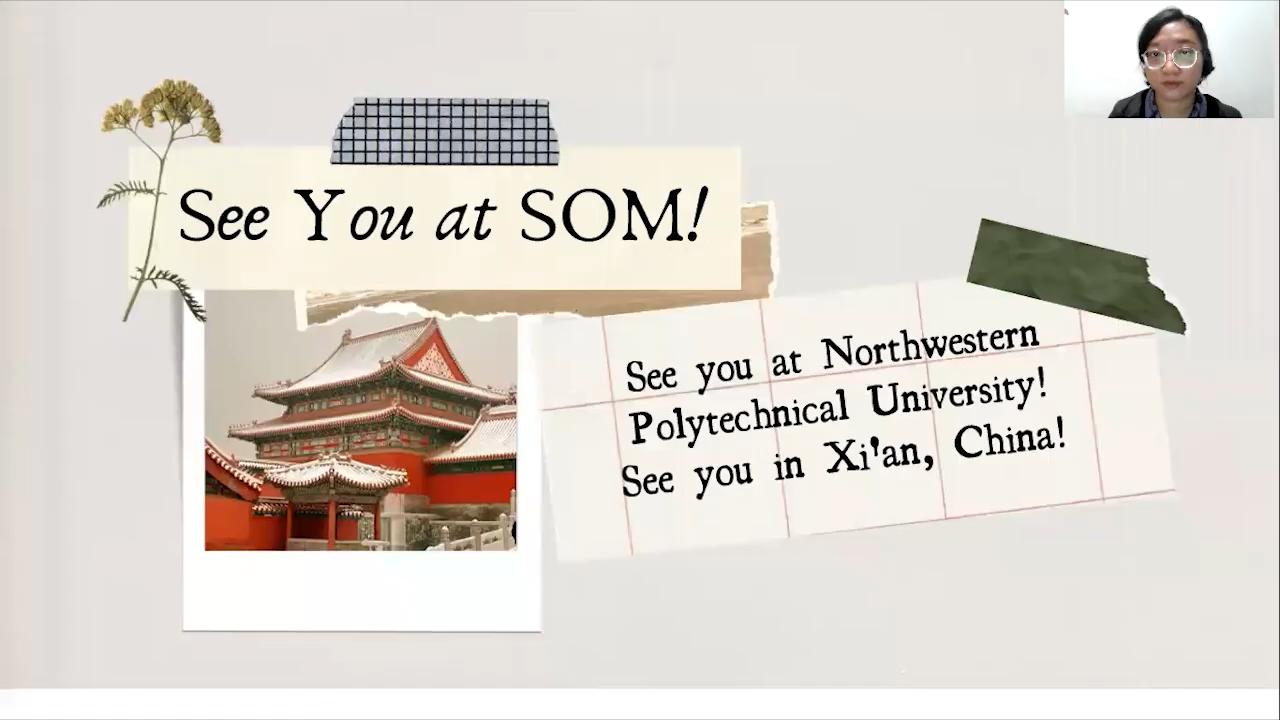 See You at SOM!
See you at Northwestern
Polytechnical University!
See you in Xi'an, China!